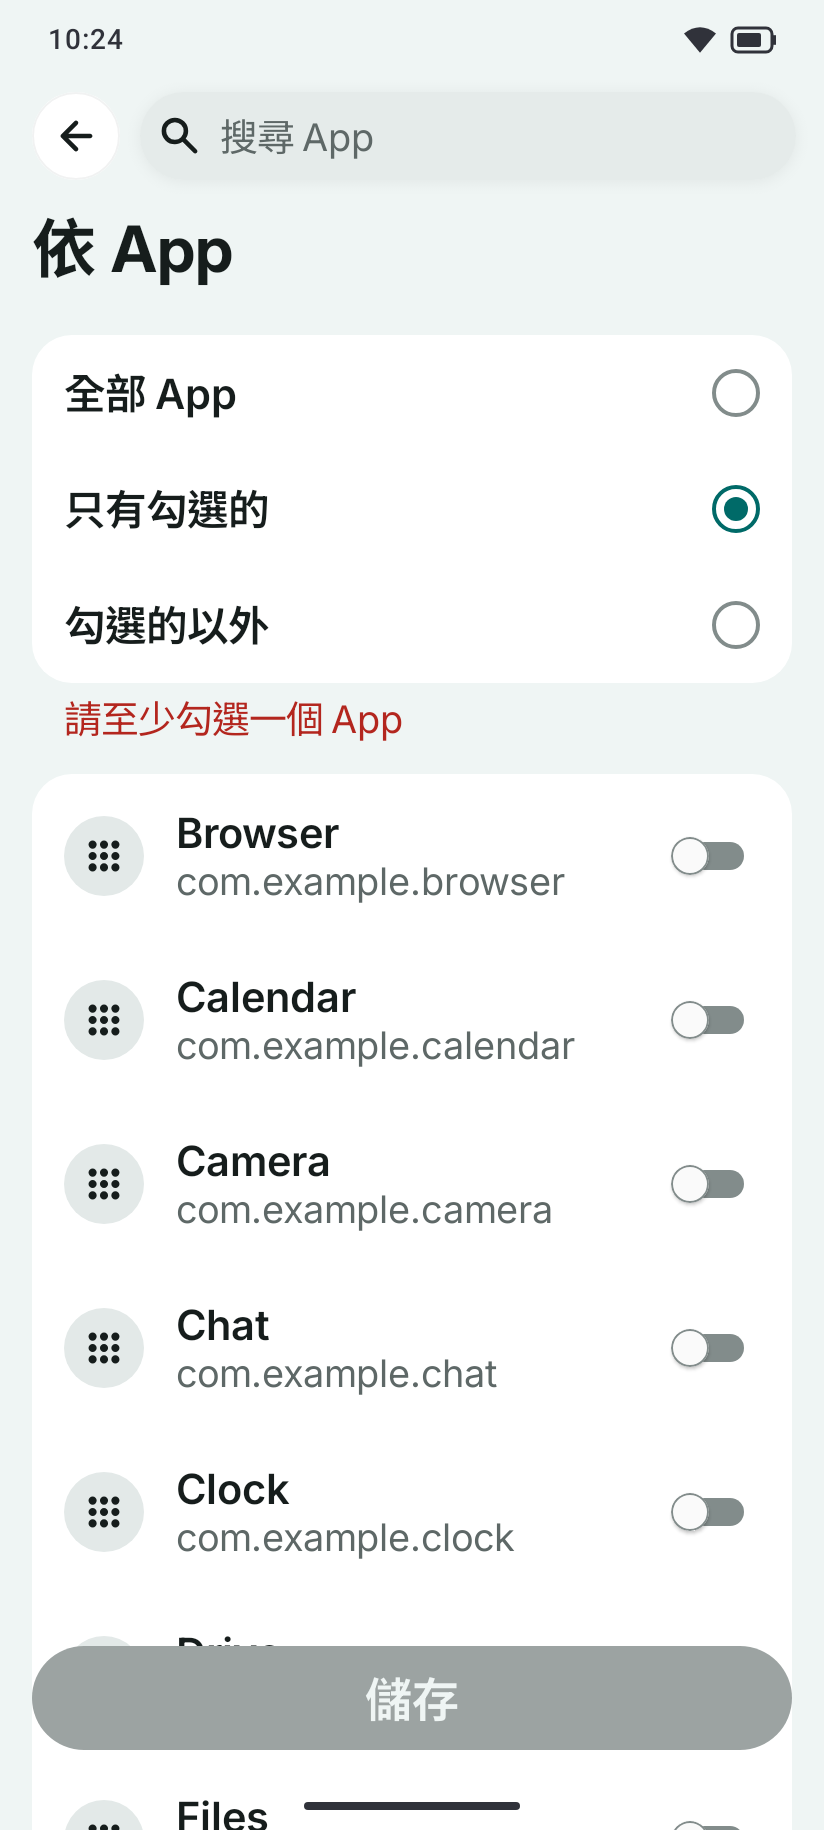 10:24
搜尋 App
依 App
全部 App
只有勾選的
勾選的以外
請至少勾選一個 App
Browser
com.example.browser
Calendar
com.example.calendar
Camera
com.example.camera
Chat
com.example.chat
Clock
com.example.clock
儲存
Files